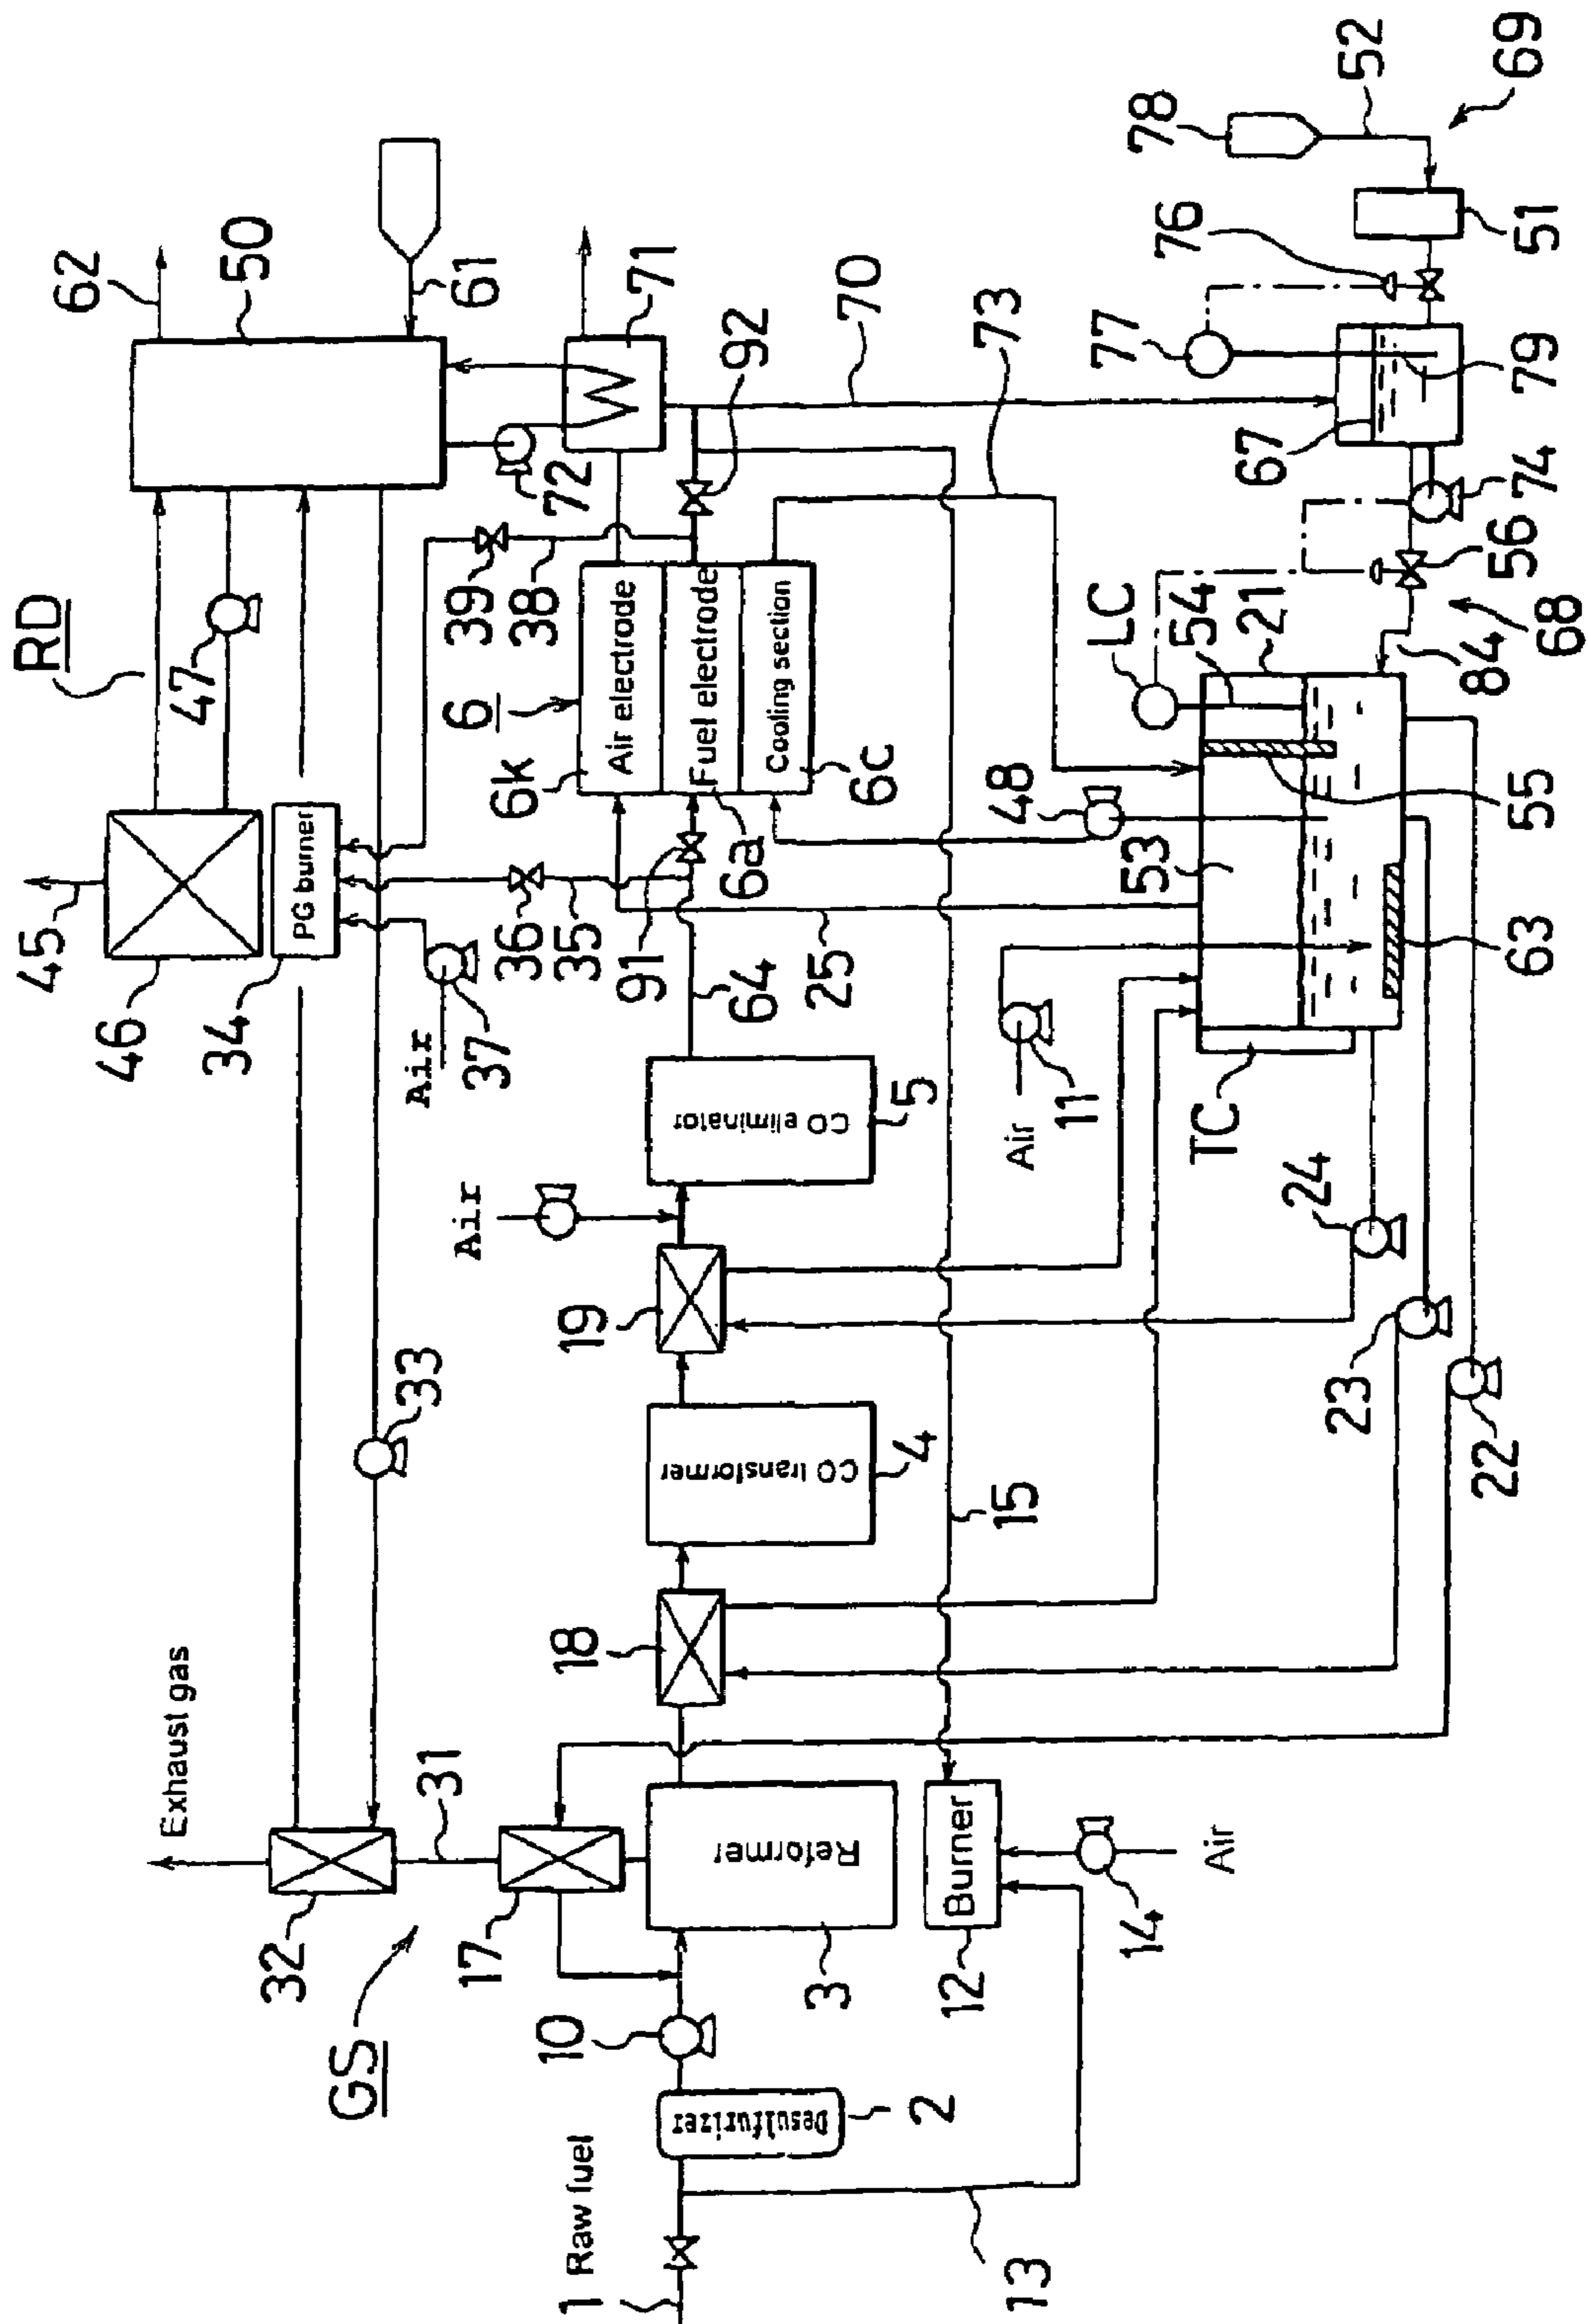 RD
62
50
61
45
46
47
34
PG burner
Air
37
72
71
39
38
6
92
6k
Air electrode
Fuel electrode
Cooling section
6a
6c
70
73
36
35
91
64
25
48
53
LC
54
21
55
63
84
68
56
74
67
79
77
76
78
52
51
69
TC
Air
11
24
23
22
CO eliminator
5
Air
19
33
CO transformer
4
15
18
Exhaust gas
31
32
17
GS
Reformer
3
Burner
12
14
Air
10
Desulfurizer
2
1 Raw fuel
13